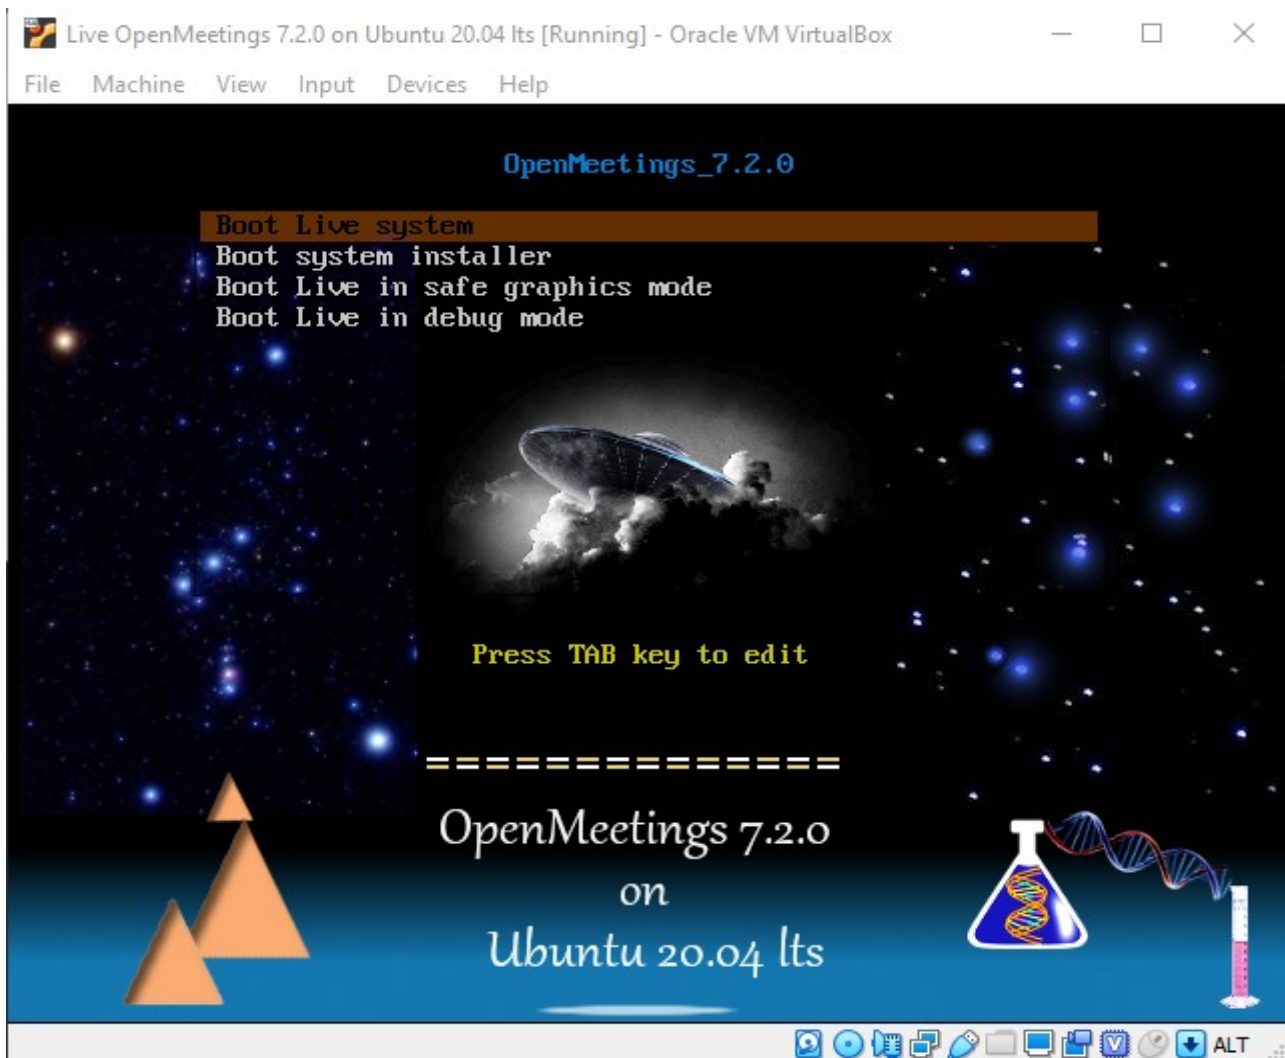 Live OpenMeetings 7.2.0 on Ubuntu 20.04 lts [Running] - Oracle VM VirtualBox
File Machine View Input Devices Help
OpenMeetings_7.2.0
Boot Live system
Boot system installer
Boot Live in safe graphics mode
Boot Live in debug mode
Press TAB key to edit
==============
OpenMeetings 7.2.0
on
Ubuntu 20.04 lts
ALT